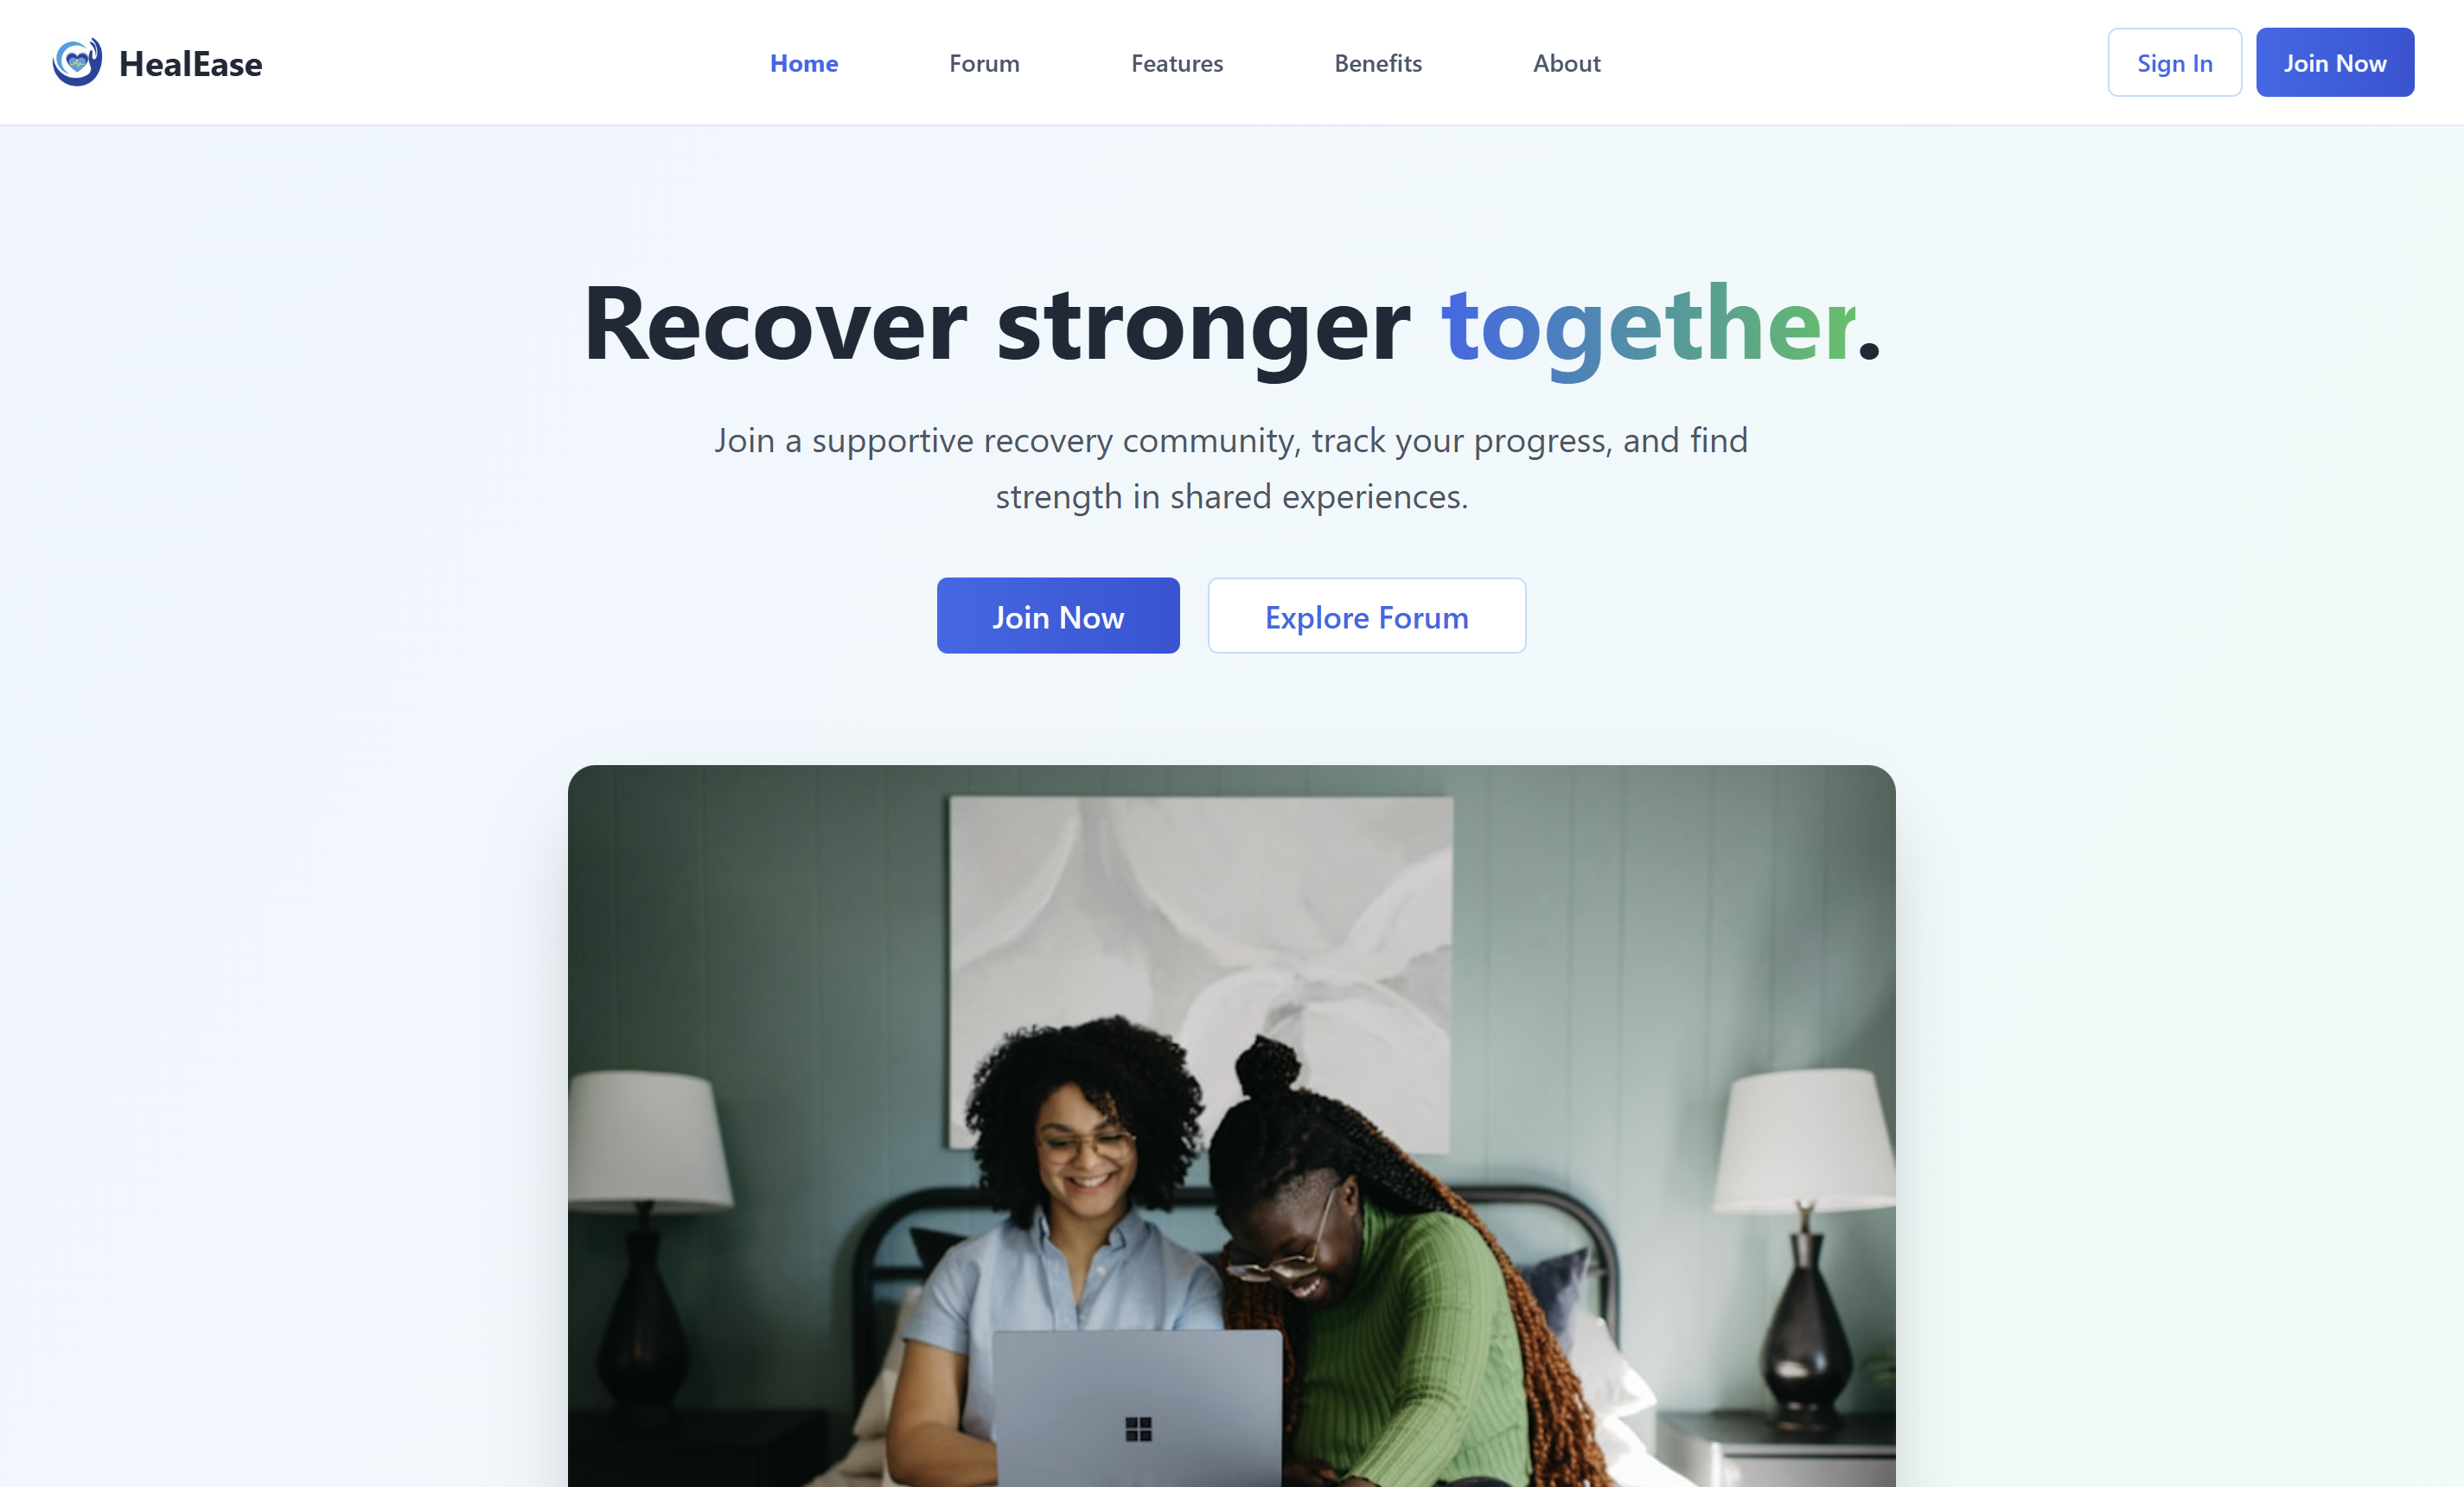 HealEase
Home Forum Features Benefits About
Sign In Join Now
Recover stronger together.
Join a supportive recovery community, track your progress, and find
strength in shared experiences.
Join Now Explore Forum